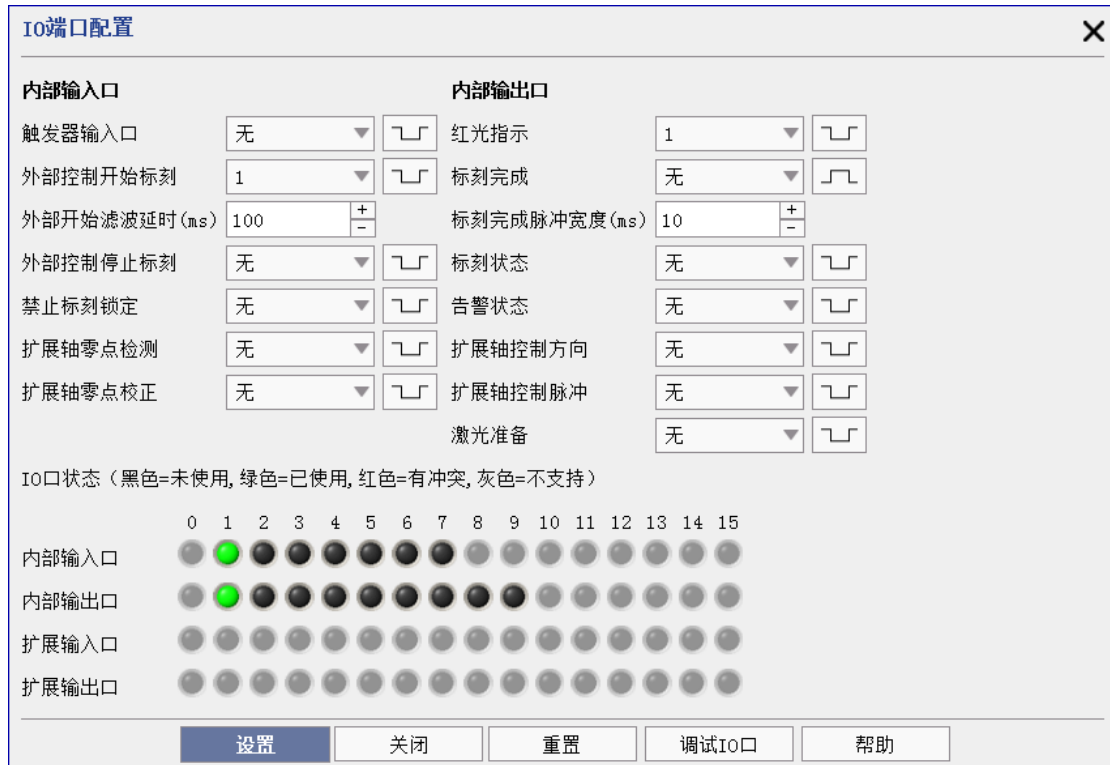 IO端口配置
内部输入口 内部输出口
触发器输入口 无 红光指示 1
外部控制开始标刻 1 标刻完成 无
外部开始滤波延时(ms) 100 + - 标刻完成脉冲宽度(ms) 10 + -
外部控制停止标刻 无 标刻状态 无
禁止标刻锁定 无 告警状态 无
扩展轴零点检测 无 扩展轴控制方向 无
扩展轴零点校正 无 扩展轴控制脉冲 无
激光准备 无
IO口状态(黑色=未使用,绿色=已使用,红色=有冲突,灰色=不支持)
0 1 2 3 4 5 6 7 8 9 10 11 12 13 14 15
内部输入口
内部输出口
扩展输入口
扩展输出口
设置 关闭 重置 调试IO口 帮助